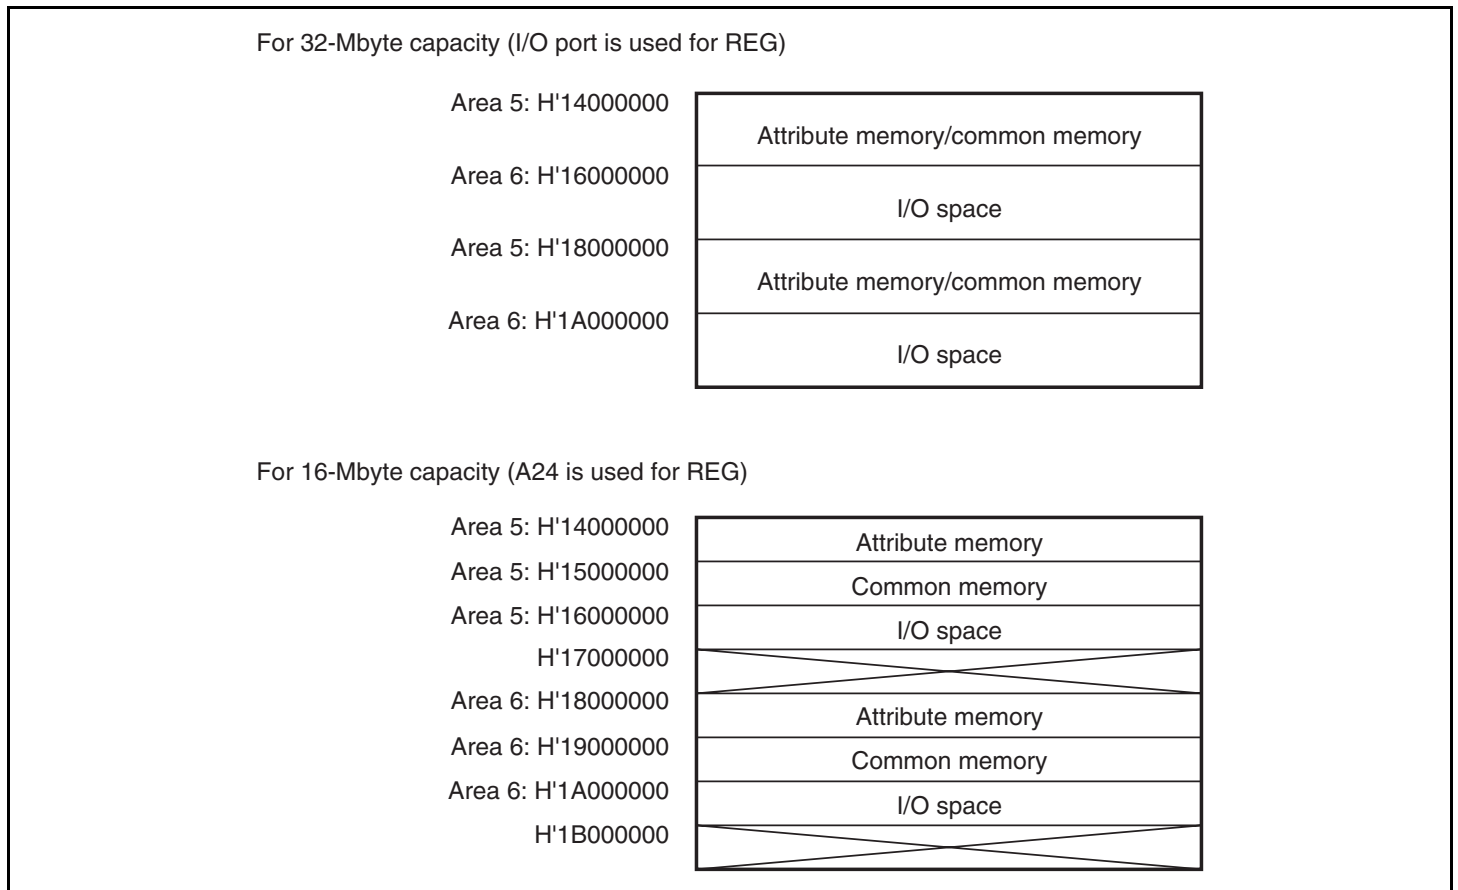 For 32-Mbyte capacity (I/O port is used for REG)
Area 5: H'14000000
Attribute memory/common memory
Area 6: H'16000000
I/O space
Area 5: H'18000000
Attribute memory/common memory
Area 6: H'1A000000
I/O space
For 16-Mbyte capacity (A24 is used for REG)
Area 5: H'14000000
Attribute memory
Area 5: H'15000000
Common memory
Area 5: H'16000000
I/O space
H'17000000
Area 6: H'18000000
Attribute memory
Area 6: H'19000000
Common memory
Area 6: H'1A000000
I/O space
H'1B000000